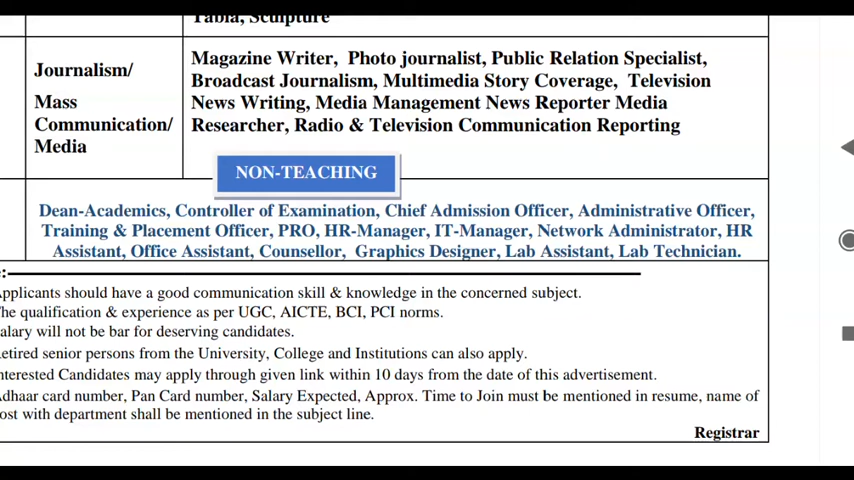 Tabla, Sculpture
Journalism/
Mass
Communication/
Media
Magazine Writer, Photo journalist, Public Relation Specialist,
Broadcast Journalism, Multimedia Story Coverage, Television
News Writing, Media Management News Reporter Media
Researcher, Radio & Television Communication Reporting
NON-TEACHING
Dean-Academics, Controller of Examination, Chief Admission Officer, Administrative Officer,
Training & Placement Officer, PRO, HR-Manager, IT-Manager, Network Administrator, HR
Assistant, Office Assistant, Counsellor, Graphics Designer, Lab Assistant, Lab Technician.
e:
Applicants should have a good communication skill & knowledge in the concerned subject.
The qualification & experience as per UGC, AICTE, BCI, PCI norms.
alary will not be bar for deserving candidates.
Retired senior persons from the University, College and Institutions can also apply.
nterested Candidates may apply through given link within 10 days from the date of this advertisement.
Adhaar card number, Pan Card number, Salary Expected, Approx. Time to Join must be mentioned in resume, name of
ost with department shall be mentioned in the subject line.
Registrar